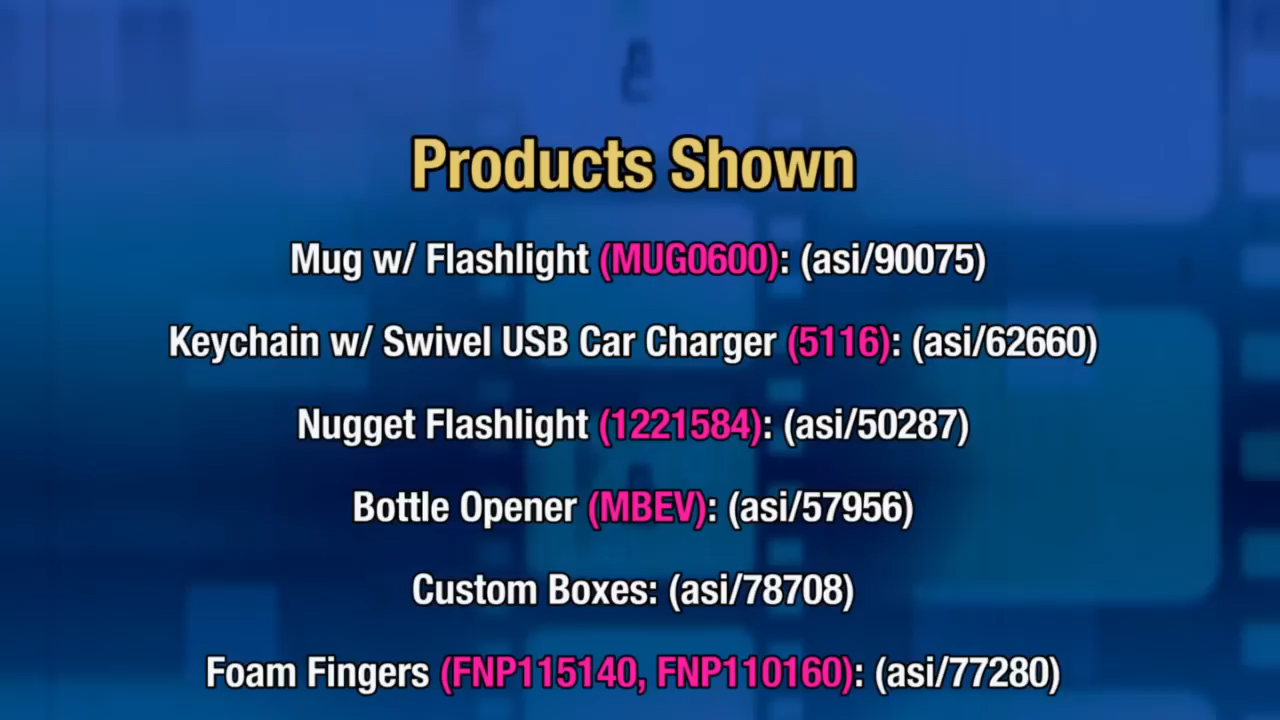 Products Shown
Mug w/ Flashlight (MUG0600): (asi/90075)
Keychain w/ Swivel USB Car Charger (5116): (asi/62660)
Nugget Flashlight (1221584): (asi/50287)
Bottle Opener (MBEV): (asi/57956)
Custom Boxes: (asi/78708)
Foam Fingers (FNP115140, FNP110160): (asi/77280)